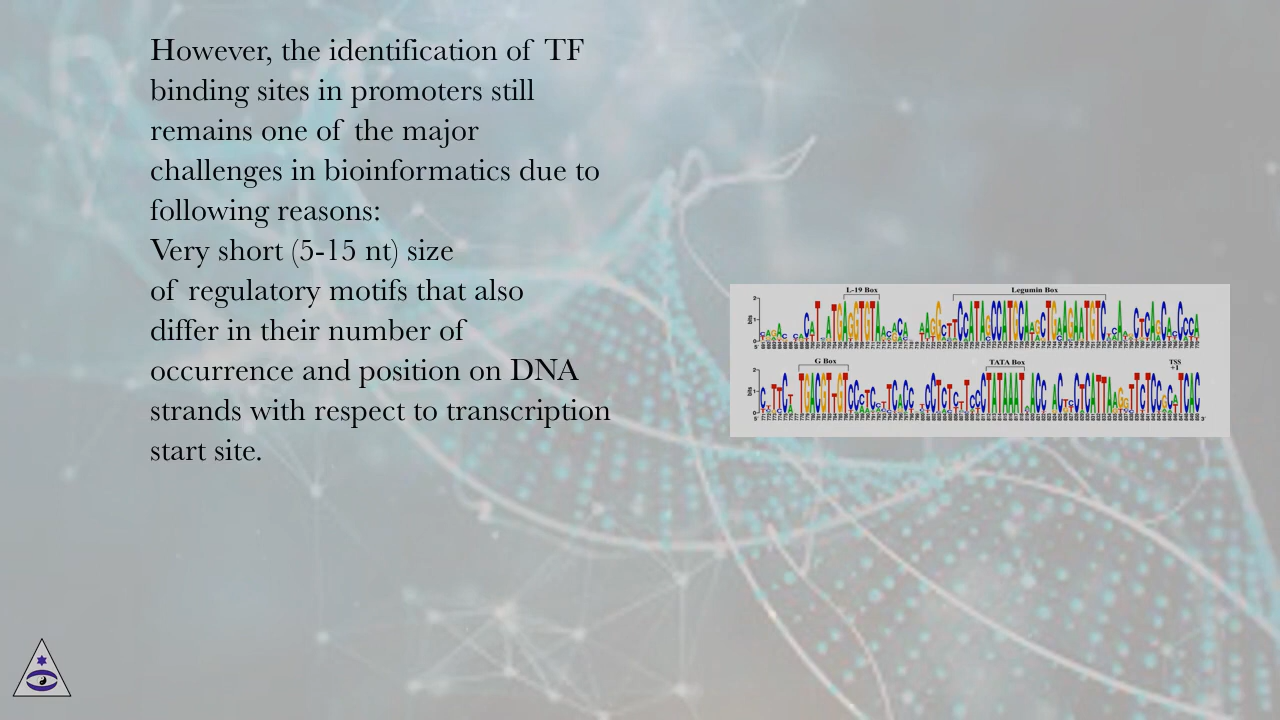 However, the identification of TF
binding sites in promoters still
remains one of the major
challenges in bioinformatics due to
following reasons:
Very short (5-15 nt) size
of regulatory motifs that also
differ in their number of
occurrence and position on DNA
strands with respect to transcription
start site.
L-19 Box
Legumin Box
G Box
TATA Box
TSS
+1